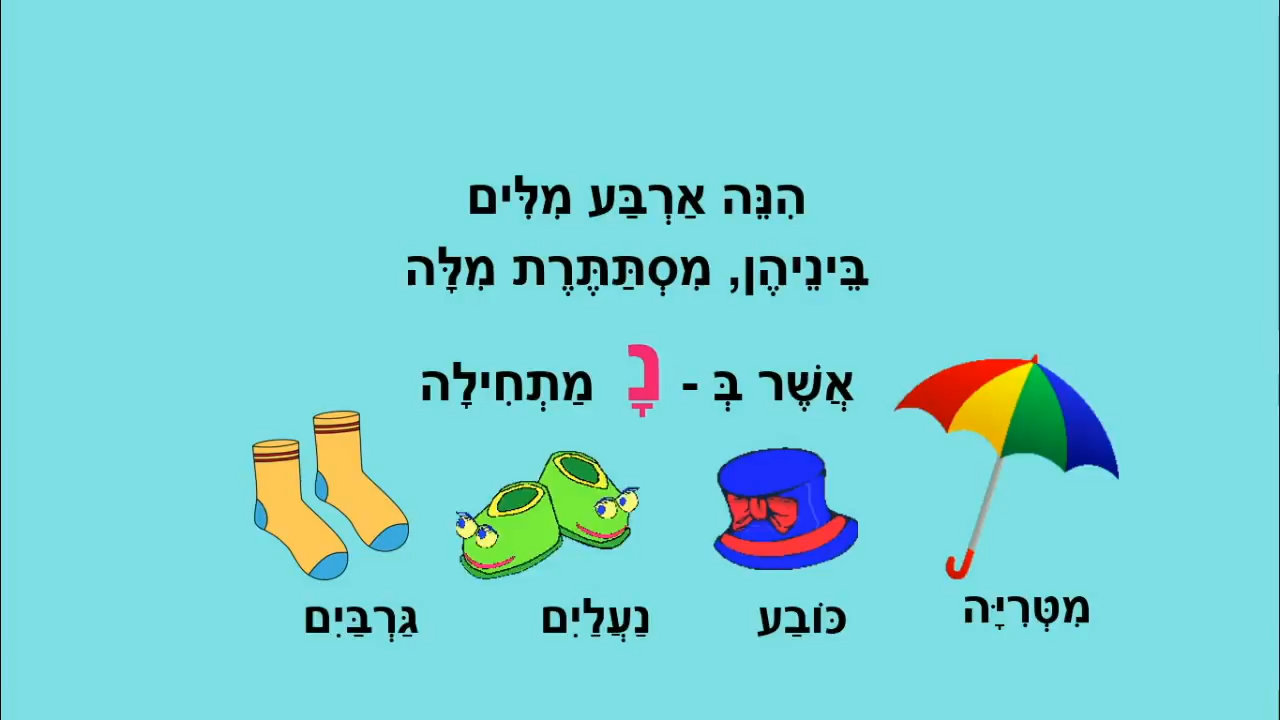 הִנֵּה אַרְבַּע מִלִּים
בֵּינֵיהֶן, מִסְתַּתֶּרֶת מִלָּה
אֲשֶׁר בְּ - נָ מַתְחִילָה
מִטְּרִיָּה
כּוֹבַע
נַעֲלַיִם
גַּרְבַּיִם